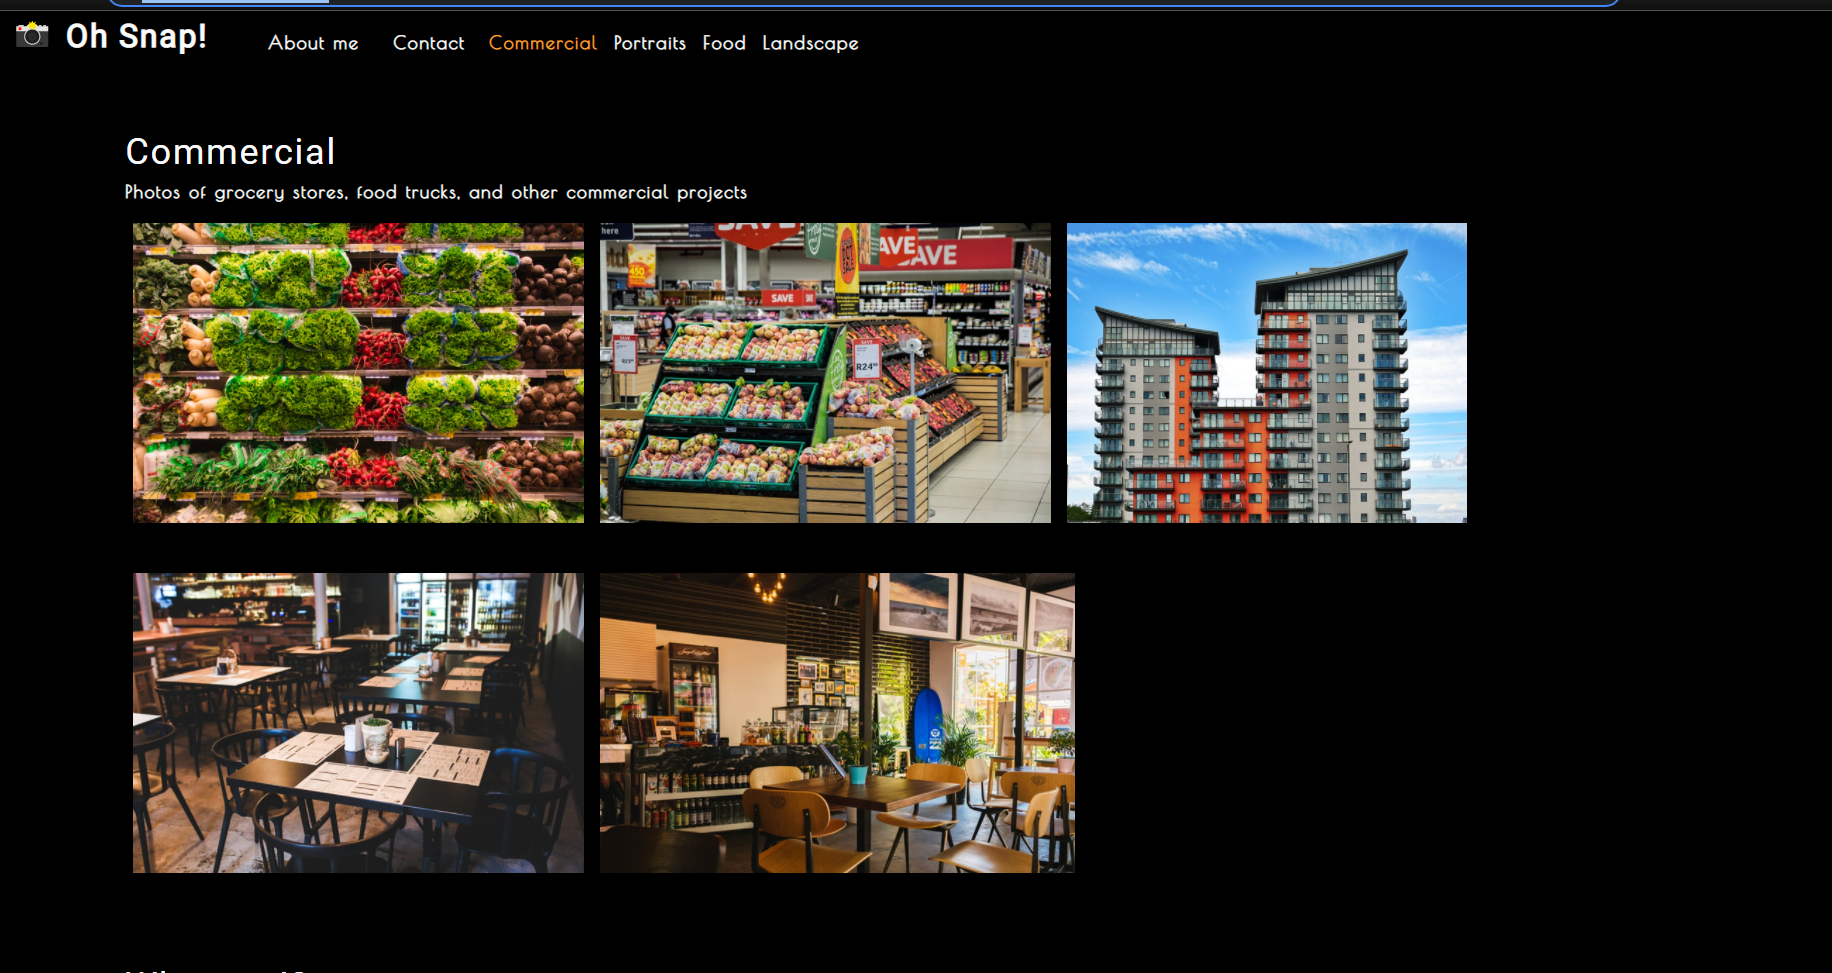 Oh Snap!
About me Contact Commercial Portraits Food Landscape
Commercial
Photos of grocery stores, food trucks, and other commercial projects
here
SAVE
AVE
AVE
450
SAVE
SAVE
R24